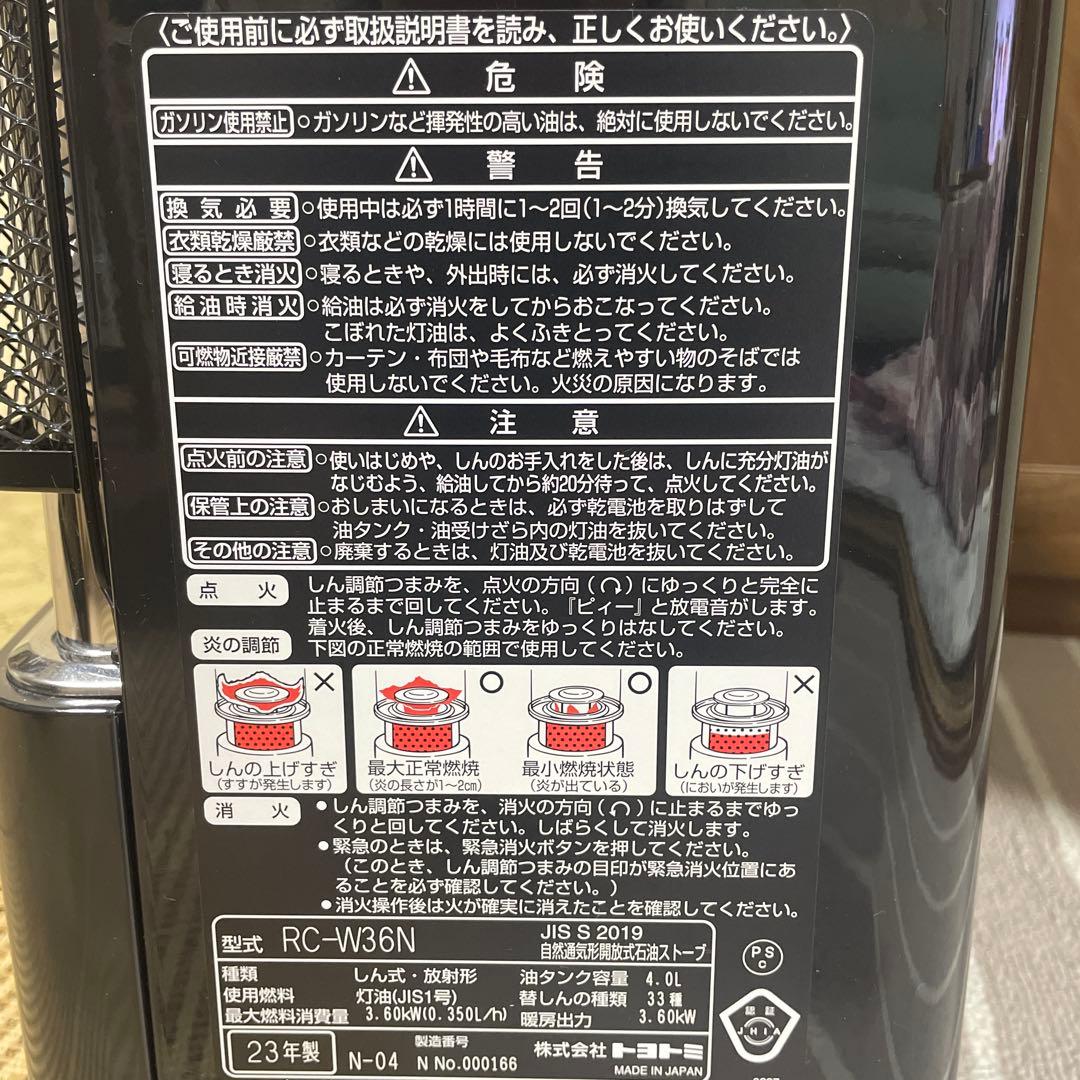 〈ご使用前に必ず取扱説明書を読み、正しくお使いください。〉
⚠ 危険
ガソリン使用禁止 ○ガソリンなど揮発性の高い油は、絶対に使用しないでください。
⚠ 警告
換気必要 ○使用中は必ず1時間に1〜2回(1〜2分)換気してください。
衣類乾燥厳禁 ○衣類などの乾燥には使用しないでください。
寝るとき消火 ○寝るときや、外出時には、必ず消火してください。
給油時消火 ○給油は必ず消火をしてからおこなってください。
こぼれた灯油は、よくふきとってください。
可燃物近接厳禁 ○カーテン・布団や毛布など燃えやすい物のそばでは
使用しないでください。火災の原因になります。
⚠ 注意
点火前の注意 ○使いはじめや、しんのお手入れをした後は、しんに充分灯油が
なじむよう、給油してから約20分待って、点火してください。
保管上の注意 ○おしまいになるときは、必ず乾電池を取りはずして
油タンク・油受けざら内の灯油を抜いてください。
その他の注意 ○廃棄するときは、灯油及び乾電池を抜いてください。
点火 しん調節つまみを、点火の方向(↷)にゆっくりと完全に
止まるまで回してください。『ピィー』と放電音がします。
着火後、しん調節つまみをゆっくりはなしてください。
炎の調節 下図の正常燃焼の範囲で使用してください。
× ○ ○ ×
しんの上げすぎ 最大正常燃焼 最小燃焼状態 しんの下げすぎ
(すすが発生します) (炎の長さが1〜2cm) (炎が出ている) (においが発生します)
消火 ●しん調節つまみを、消火の方向(↶)に止まるまでゆっ
くりと回してください。しばらくして消火します。
●緊急のときは、緊急消火ボタンを押してください。
(このとき、しん調節つまみの目印が緊急消火位置にあ
ることを必ず確認してください。)
●消火操作後は火が確実に消えたことを確認してください。
型式 RC-W36N JIS S 2019
自然通気形開放式石油ストーブ
種類 しん式・放射形 油タンク容量 4.0L
使用燃料 灯油(JIS1号) 替しんの種類 33種
最大燃料消費量 3.60kW(0.350L/h) 暖房出力 3.60kW
23年製 N-04 製造番号 N No.000166 株式会社 トヨトミ
MADE IN JAPAN
PS
C
認証
JHIA